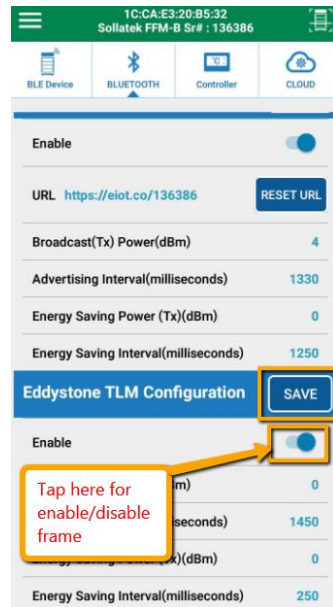 1C:CA:E3:20:B5:32
Sollatek FFM-B Sr# : 136386
BLE Device BLUETOOTH Controller CLOUD
Enable
URL https://eiot.co/136386 RESET URL
Broadcast(Tx) Power(dBm) 4
Advertising Interval(milliseconds) 1330
Energy Saving Power (Tx)(dBm) 0
Energy Saving Interval(milliseconds) 1250
Eddystone TLM Configuration SAVE
Enable
Tap here for
enable/disable
frame
m) 0
seconds) 1450
(dBm) 0
Energy Saving Interval(milliseconds) 250